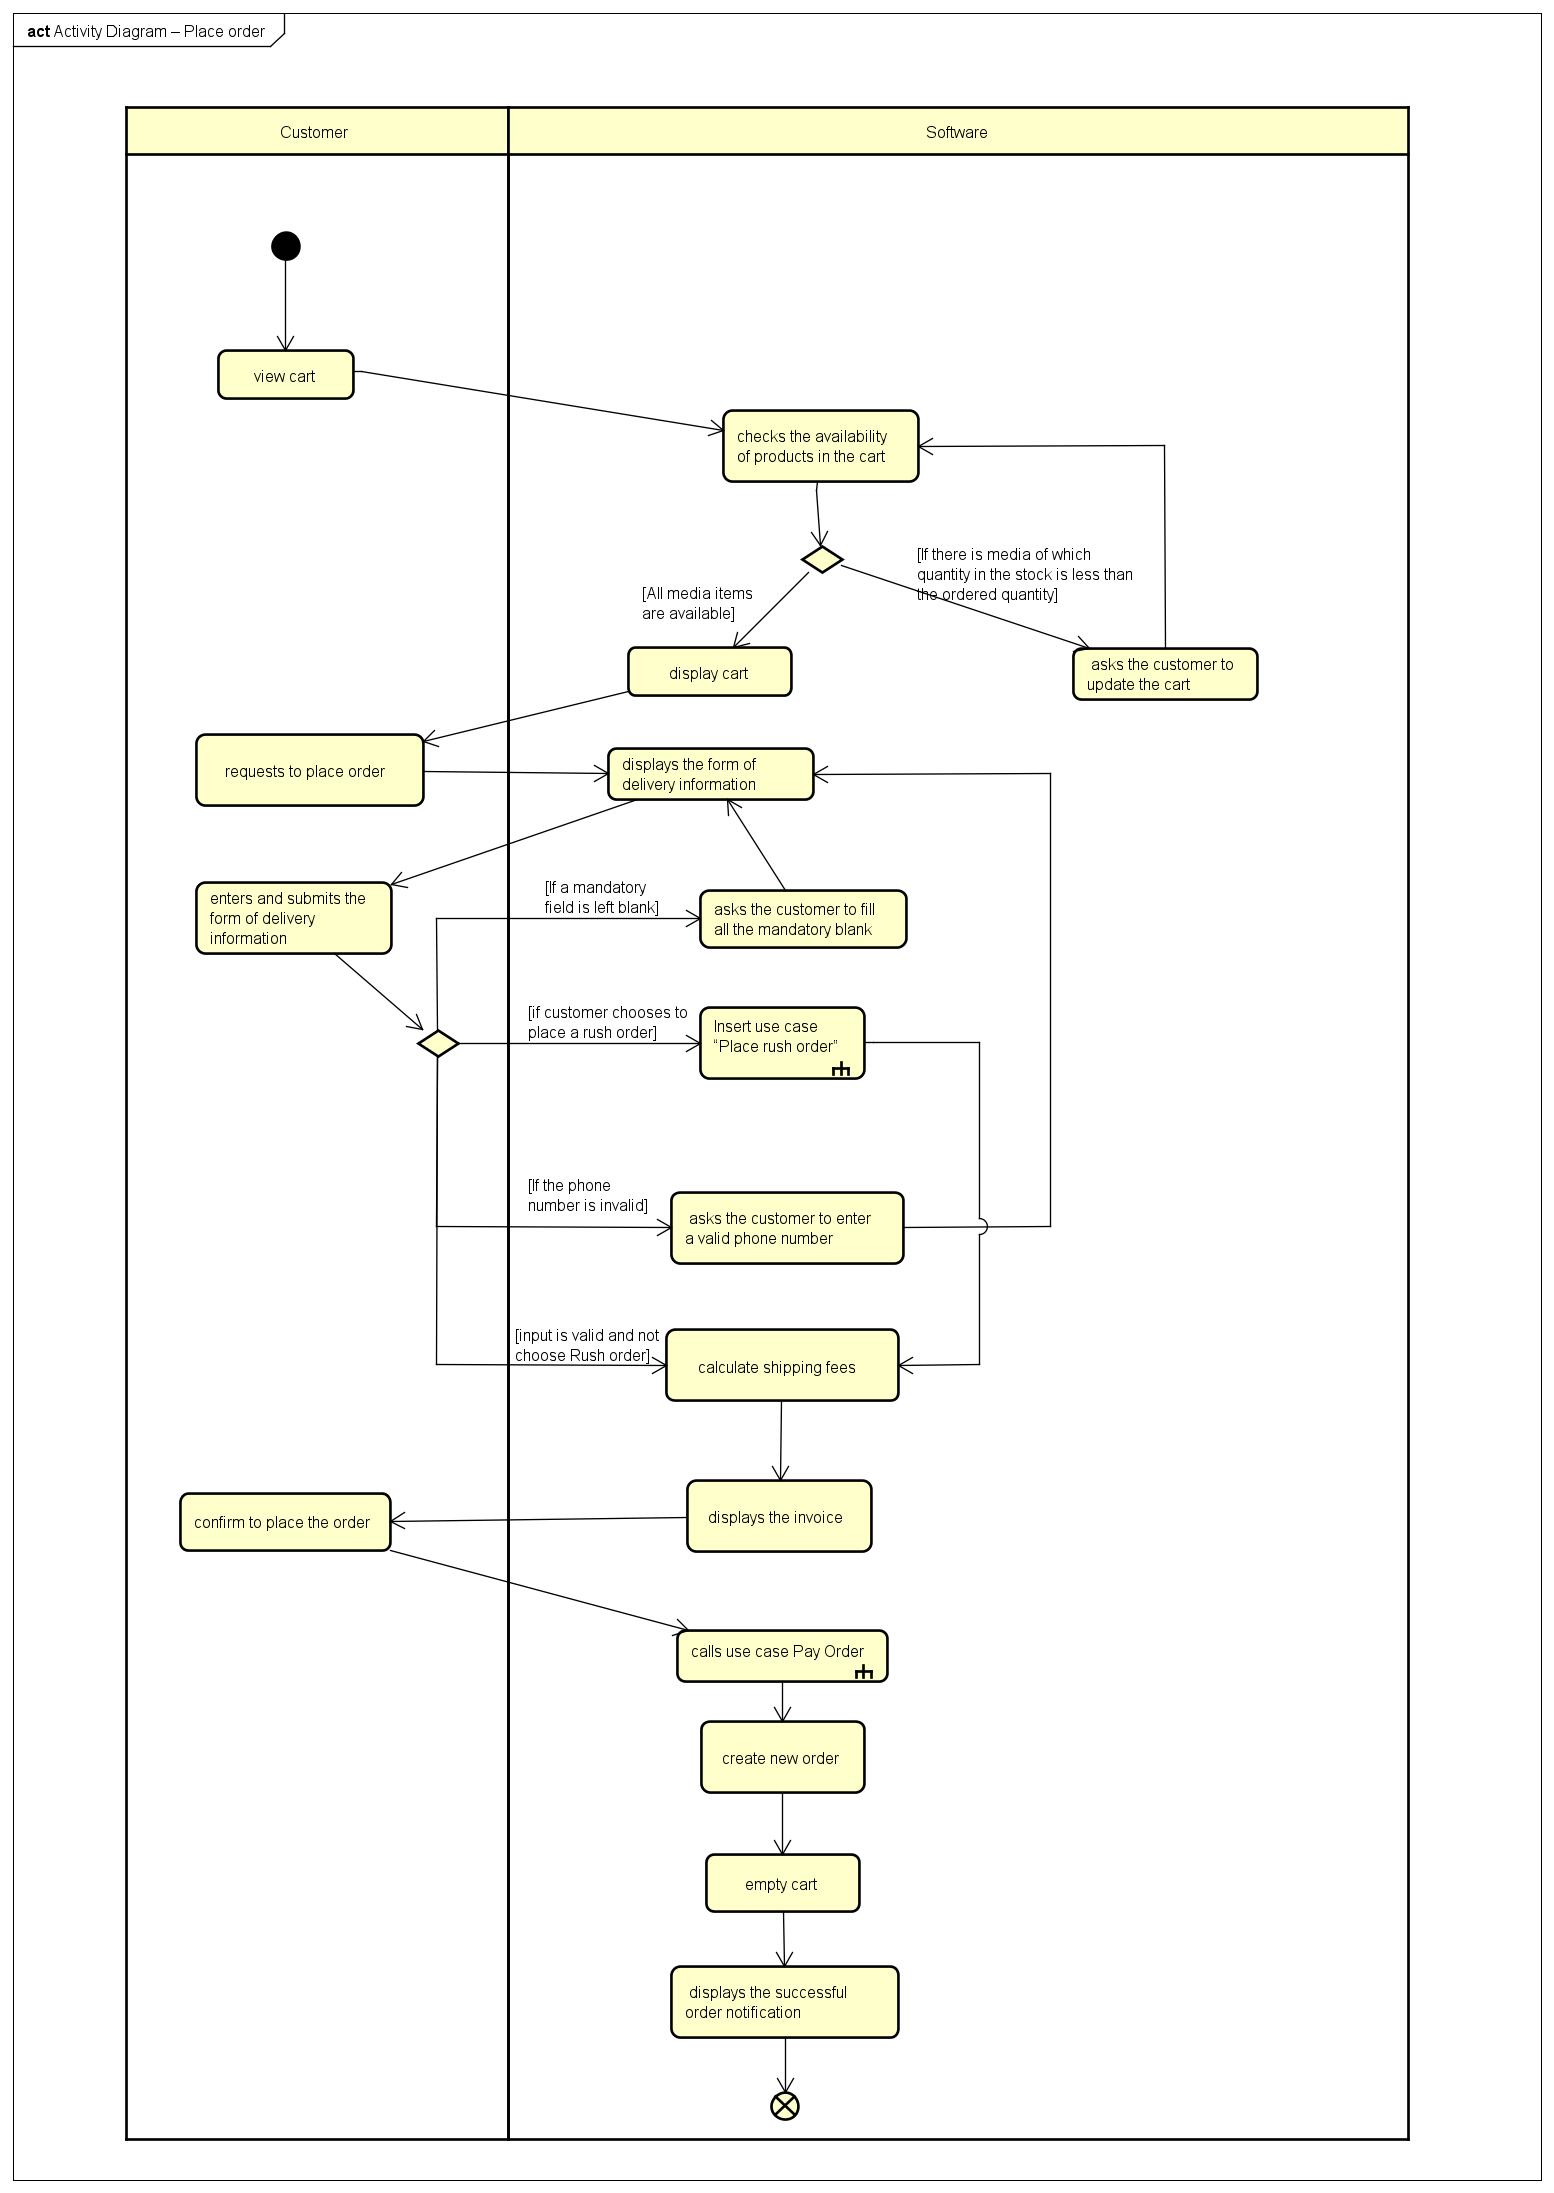 act Activity Diagram – Place order
Customer
Software
view cart
checks the availability
of products in the cart
[If there is media of which
quantity in the stock is less than
the ordered quantity]
[All media items
are available]
display cart
asks the customer to
update the cart
requests to place order
displays the form of
delivery information
enters and submits the
form of delivery
information
[If a mandatory
field is left blank]
asks the customer to fill
all the mandatory blank
[if customer chooses to
place a rush order]
Insert use case
“Place rush order”
[If the phone
number is invalid]
asks the customer to enter
a valid phone number
[input is valid and not
choose Rush order]
calculate shipping fees
displays the invoice
confirm to place the order
calls use case Pay Order
create new order
empty cart
displays the successful
order notification